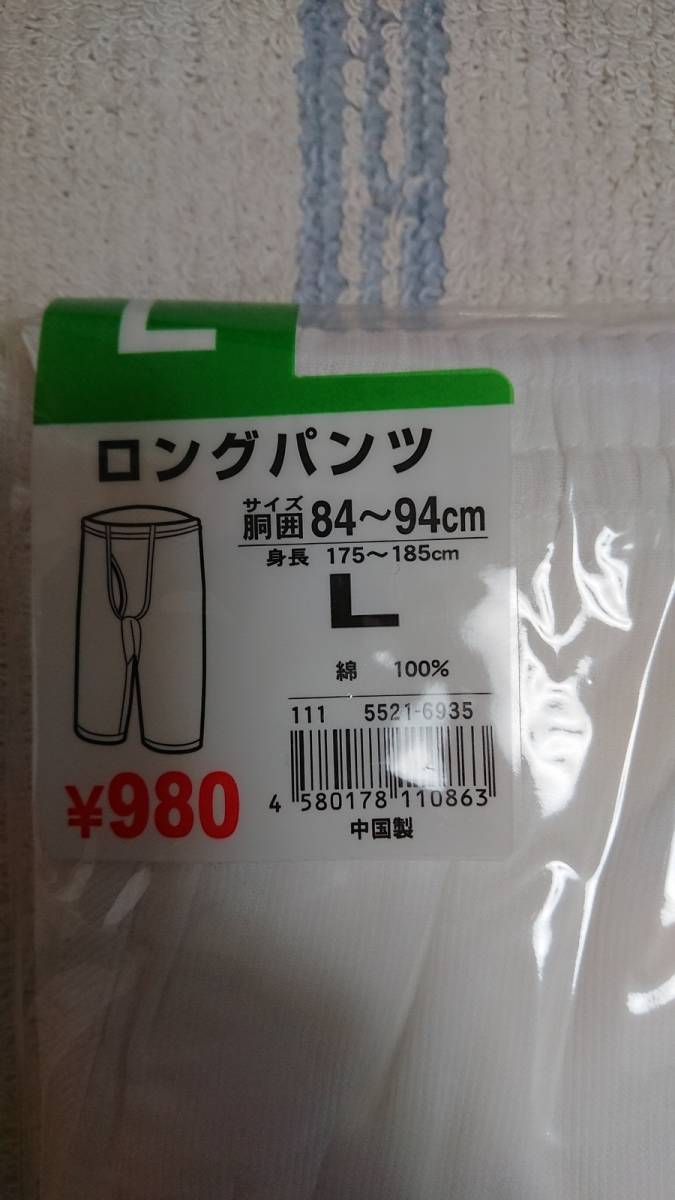 L
ロングパンツ
サイズ
胴囲 84～94cm
身長 175～185cm
L
綿 100%
111 5521-6935
4 580178 110863
¥980
中国製